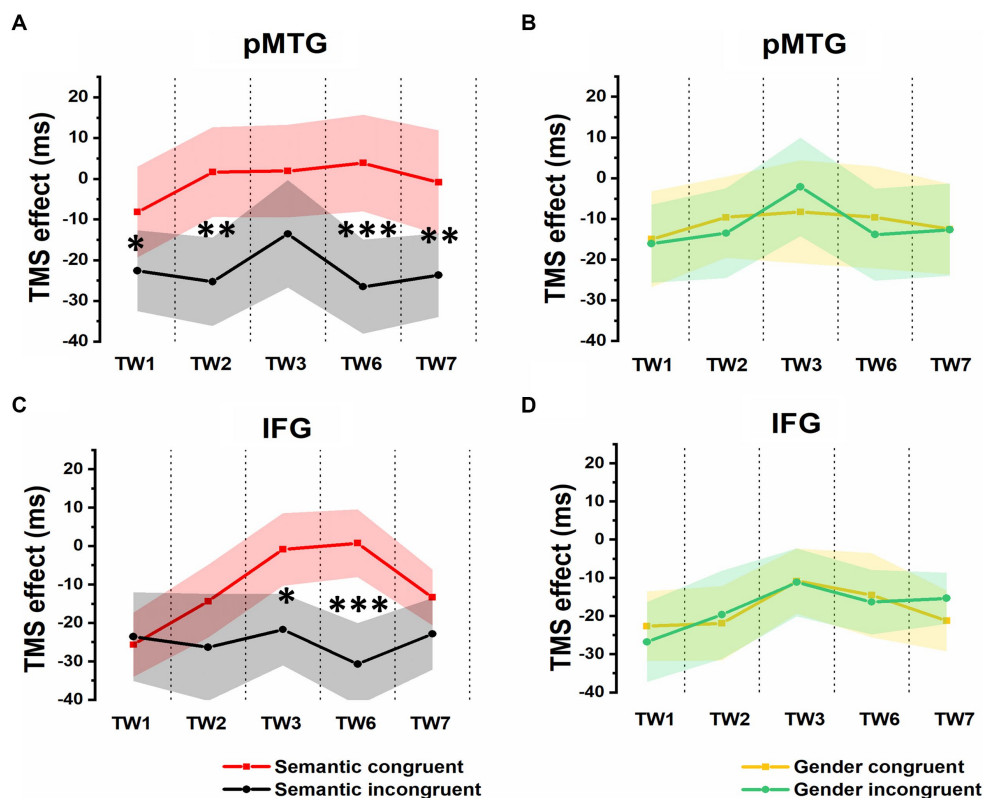 A
pMTG
TMS effect (ms)
20
10
0
-10
-20
-30
-40
*
**
***
**
TW1 TW2 TW3 TW6 TW7
B
pMTG
TMS effect (ms)
20
10
0
-10
-20
-30
-40
TW1 TW2 TW3 TW6 TW7
C
IFG
TMS effect (ms)
20
10
0
-10
-20
-30
-40
*
***
TW1 TW2 TW3 TW6 TW7
Semantic congruent
Semantic incongruent
D
IFG
TMS effect (ms)
20
10
0
-10
-20
-30
-40
TW1 TW2 TW3 TW6 TW7
Gender congruent
Gender incongruent